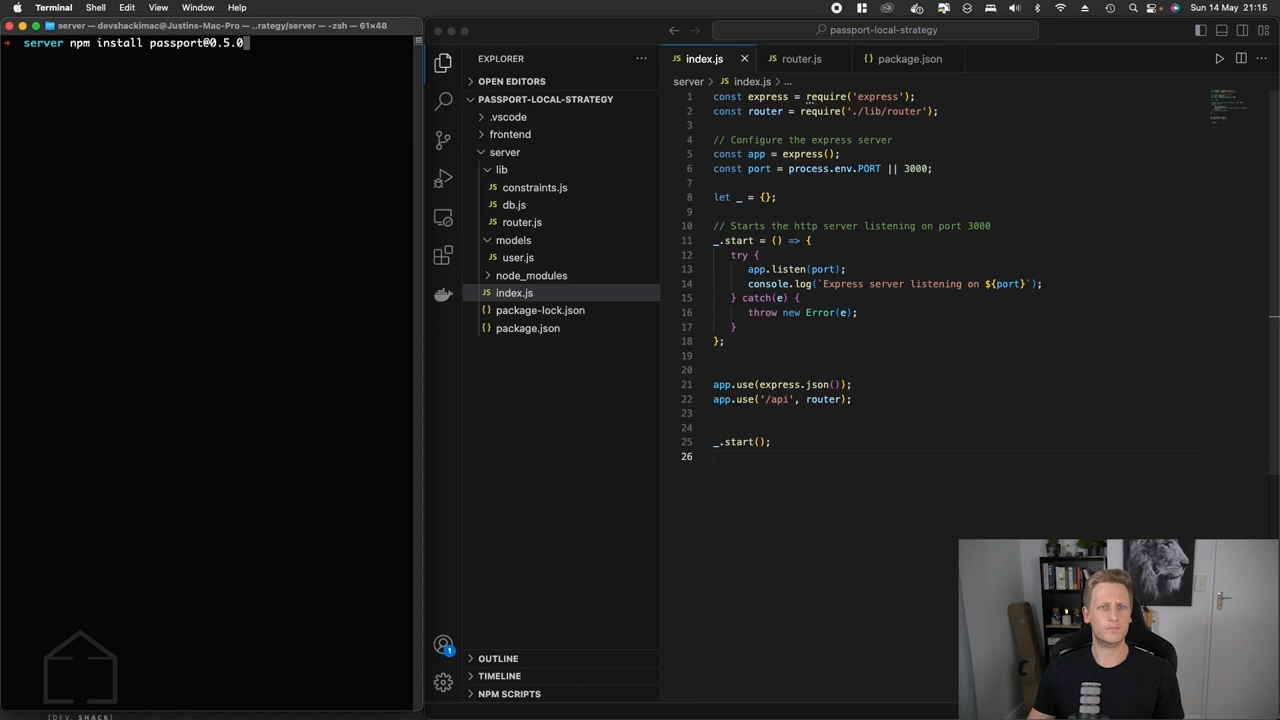 Terminal Shell Edit View Window Help Sun 14 May 21:15
server — devshackimac@Justins-Mac-Pro — ..rategy/server — -zsh — 61×48
→ server npm install passport@0.5.0
[DEV. SHACK]
passport-local-strategy
EXPLORER
OPEN EDITORS
PASSPORT-LOCAL-STRATEGY
.vscode
frontend
server
lib
JS constraints.js
JS db.js
JS router.js
models
JS user.js
node_modules
JS index.js
{} package-lock.json
{} package.json
OUTLINE
TIMELINE
NPM SCRIPTS
1
JS index.js JS router.js {} package.json
server > JS index.js > ...
1 const express = require('express');
2 const router = require('./lib/router');
3
4 // Configure the express server
5 const app = express();
6 const port = process.env.PORT || 3000;
7
8 let _ = {};
9
10 // Starts the http server listening on port 3000
11 _.start = () => {
12 try {
13 app.listen(port);
14 console.log(`Express server listening on ${port}`);
15 } catch(e) {
16 throw new Error(e);
17 }
18 };
19
20
21 app.use(express.json());
22 app.use('/api', router);
23
24
25 _.start();
26